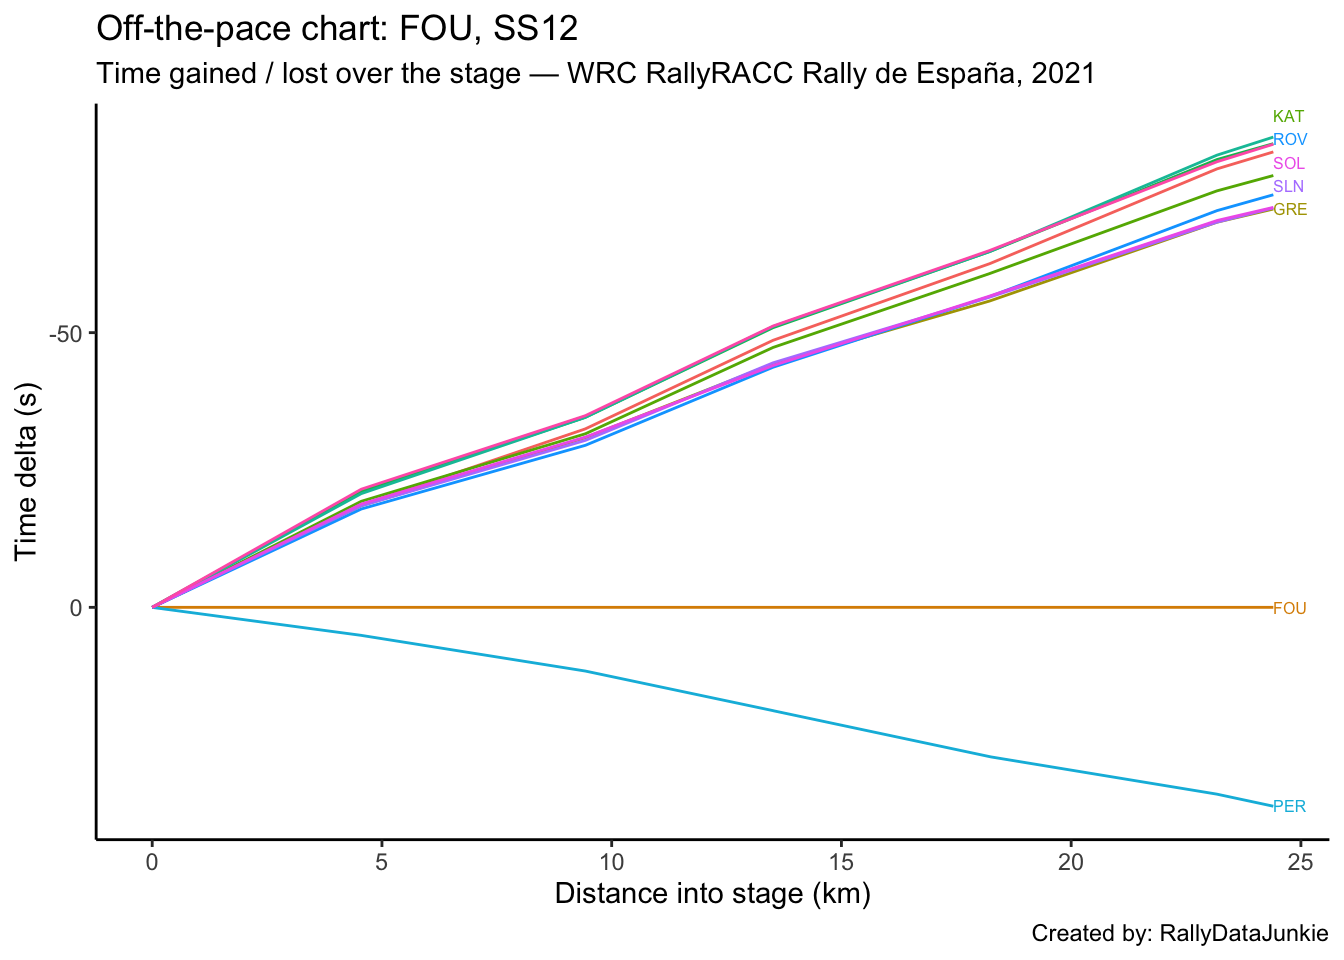 Off-the-pace chart: FOU, SS12
Time gained / lost over the stage — WRC RallyRACC Rally de España, 2021
KAT
ROV
SOL
SLN
GRE
-50
Time delta (s)
0
FOU
PER
0 5 10 15 20 25
Distance into stage (km)
Created by: RallyDataJunkie